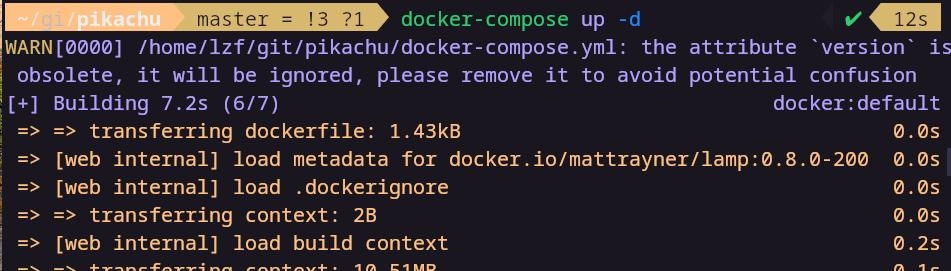 ~/gi/pikachu master = !3 ?1 docker-compose up -d ✔ 12s
WARN[0000] /home/lzf/git/pikachu/docker-compose.yml: the attribute `version` is
obsolete, it will be ignored, please remove it to avoid potential confusion
[+] Building 7.2s (6/7) docker:default
=> => transferring dockerfile: 1.43kB 0.0s
=> [web internal] load metadata for docker.io/mattrayner/lamp:0.8.0-200 0.0s
=> [web internal] load .dockerignore 0.0s
=> => transferring context: 2B 0.0s
=> [web internal] load build context 0.2s
=> => transferring context: 10.51MB 0.1s